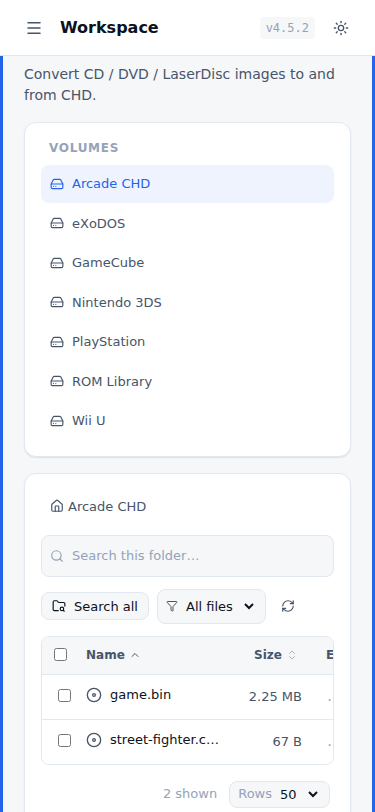 Workspace
v4.5.2
Convert CD / DVD / LaserDisc images to and
from CHD.
VOLUMES
Arcade CHD
eXoDOS
GameCube
Nintendo 3DS
PlayStation
ROM Library
Wii U
Arcade CHD
Search this folder…
Search all
All files
Name
Size
E
game.bin
2.25 MB
.
street-fighter.c…
67 B
.
2 shown
Rows 50